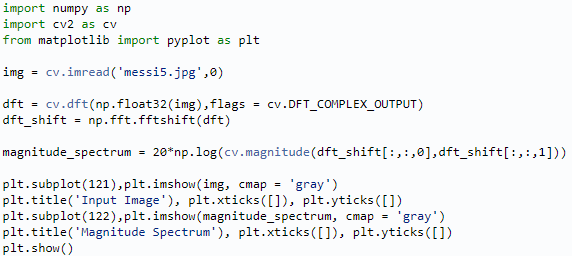 import numpy as np
import cv2 as cv
from matplotlib import pyplot as plt
img = cv.imread('messi5.jpg',0)
dft = cv.dft(np.float32(img),flags = cv.DFT_COMPLEX_OUTPUT)
dft_shift = np.fft.fftshift(dft)
magnitude_spectrum = 20*np.log(cv.magnitude(dft_shift[:,:,0],dft_shift[:,:,1]))
plt.subplot(121),plt.imshow(img, cmap = 'gray')
plt.title('Input Image'), plt.xticks([]), plt.yticks([])
plt.subplot(122),plt.imshow(magnitude_spectrum, cmap = 'gray')
plt.title('Magnitude Spectrum'), plt.xticks([]), plt.yticks([])
plt.show()